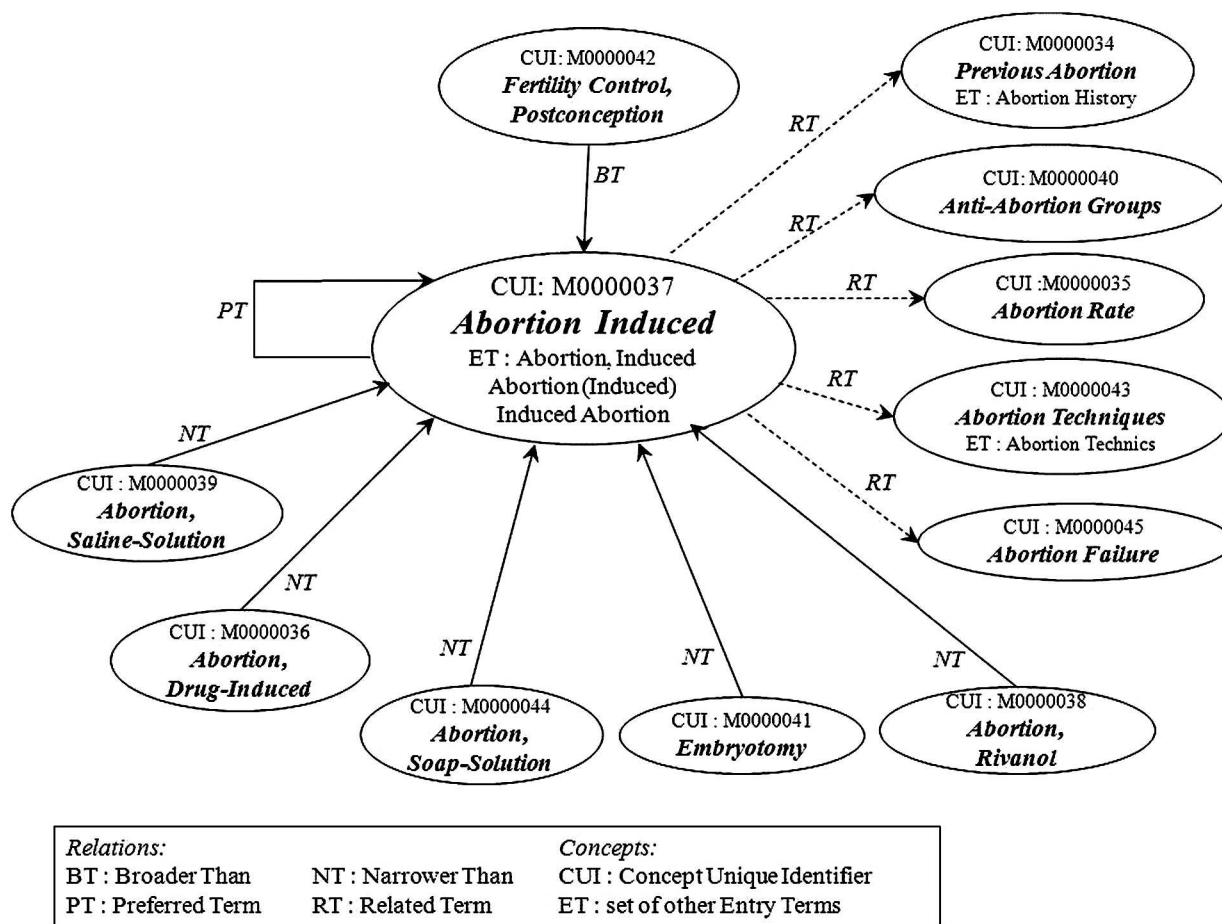 CUI: M0000042
Fertility Control,
Postconception
CUI: M0000034
Previous Abortion
ET : Abortion History
RT
BT
CUI: M0000040
Anti-Abortion Groups
RT
CUI: M0000037
Abortion Induced
ET : Abortion, Induced
Abortion (Induced)
Induced Abortion
PT
CUI :M0000035
Abortion Rate
RT
CUI : M0000043
Abortion Techniques
ET : Abortion Technics
RT
CUI : M0000045
Abortion Failure
RT
NT
CUI : M0000039
Abortion,
Saline-Solution
NT
CUI : M0000036
Abortion,
Drug-Induced
NT
CUI : M0000044
Abortion,
Soap-Solution
NT
CUI : M0000041
Embryotomy
NT
CUI : M0000038
Abortion,
Rivanol
Relations:
Concepts:
BT : Broader Than
NT : Narrower Than
CUI : Concept Unique Identifier
PT : Preferred Term
RT : Related Term
ET : set of other Entry Terms